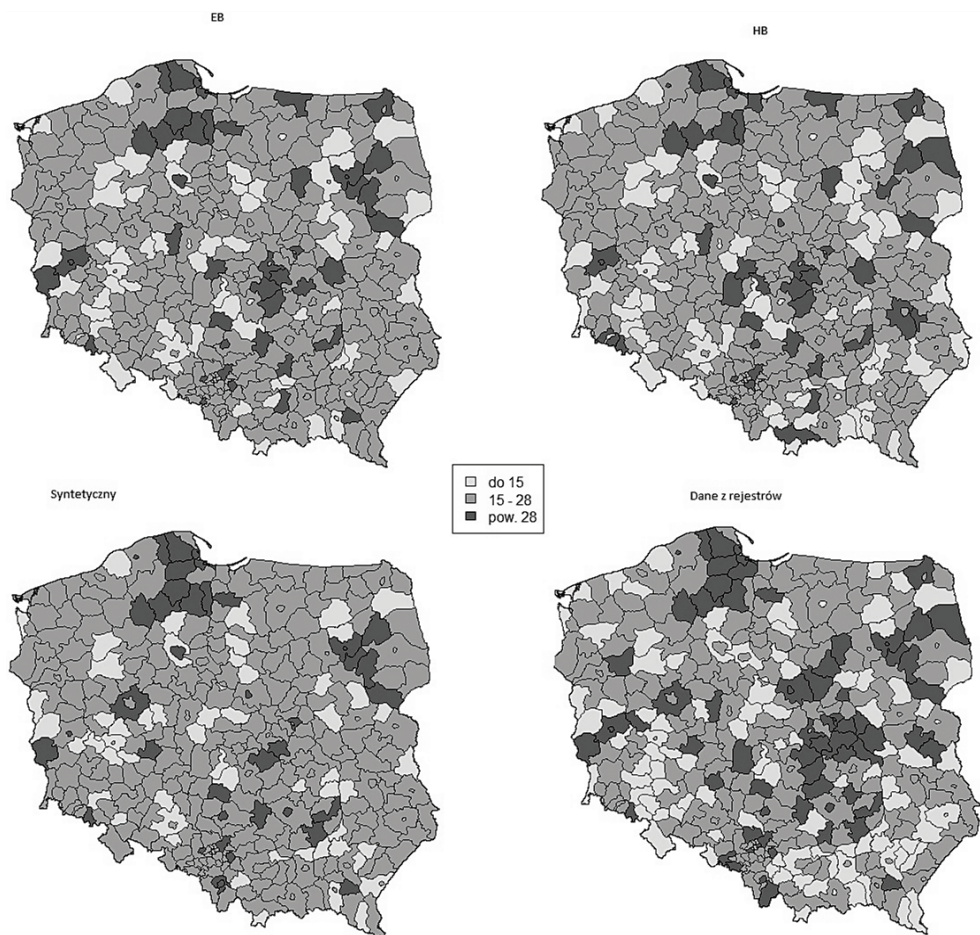 EB
HB
Syntetyczny
do 15
15 - 28
pow. 28
Dane z rejestrów